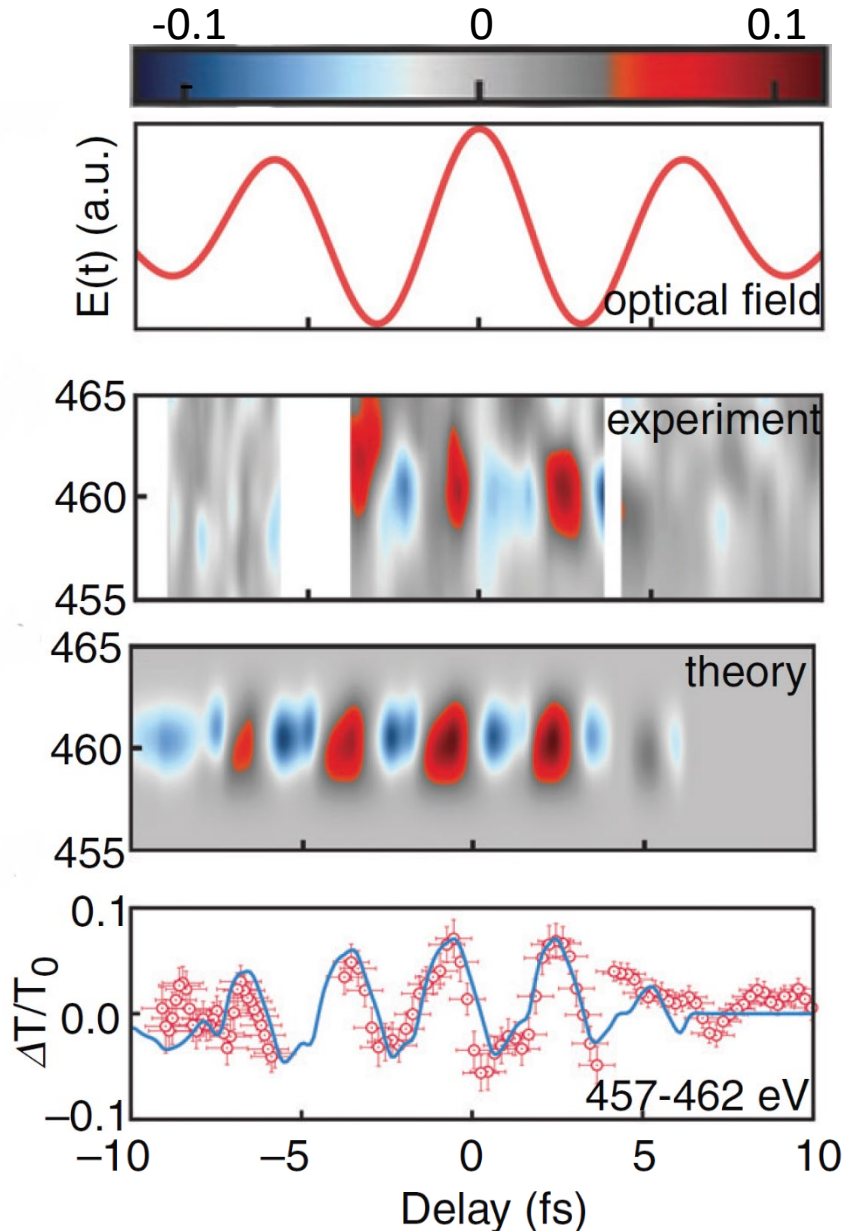 -0.1 0 0.1
E(t) (a.u.)
optical field
465
experiment
460
455
465
theory
460
455
0.1
ΔT/T0
0.0
457-462 eV
−0.1
−10 −5 0 5 10
Delay (fs)